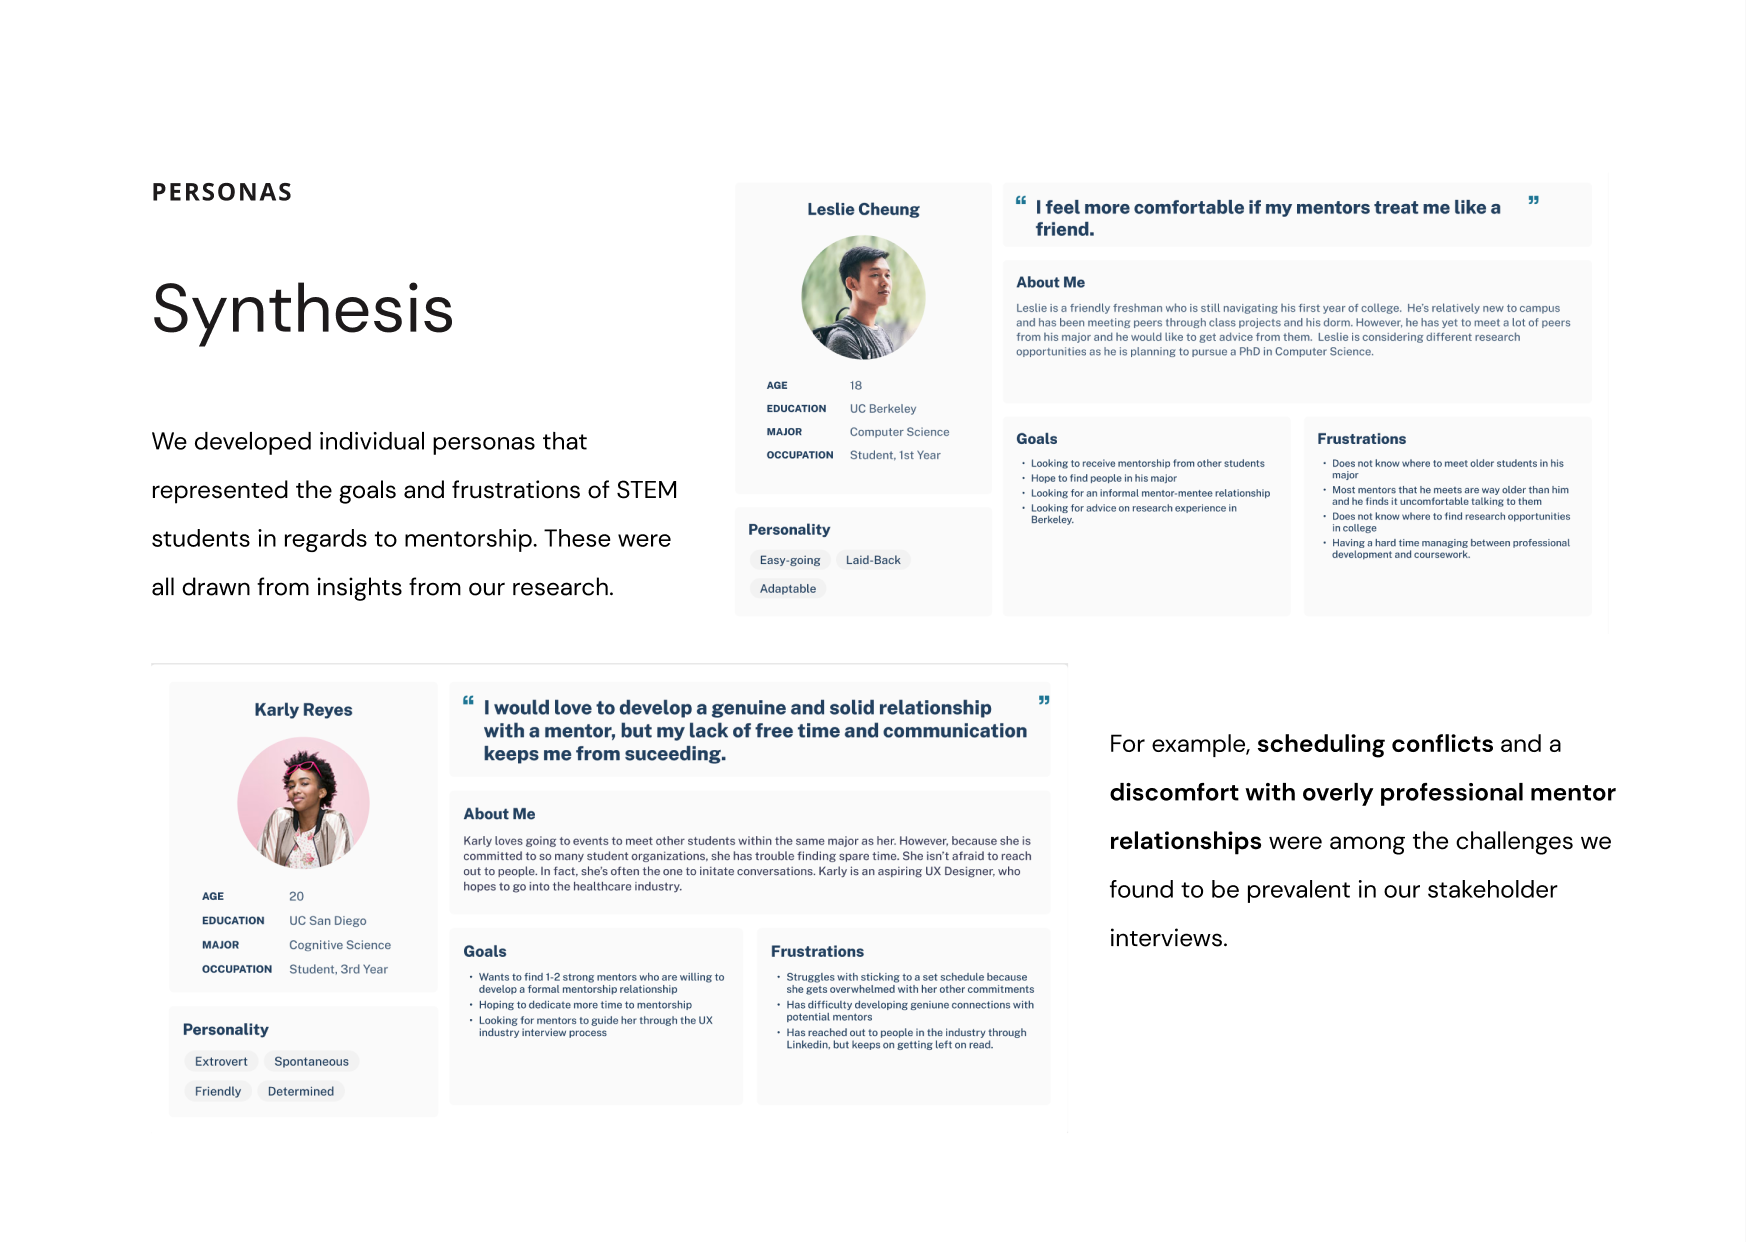 PERSONAS
Synthesis
We developed individual personas that
represented the goals and frustrations of STEM
students in regards to mentorship. These were
all drawn from insights from our research.
Leslie Cheung
AGE 18
EDUCATION UC Berkeley
MAJOR Computer Science
OCCUPATION Student, 1st Year
Personality
Easy-going Laid-Back
Adaptable
“ I feel more comfortable if my mentors treat me like a ”
friend.
About Me
Leslie is a friendly freshman who is still navigating his first year of college. He's relatively new to campus
and has been meeting peers through class projects and his dorm. However, he has yet to meet a lot of peers
from his major and he would like to get advice from them. Leslie is considering different research
opportunities as he is planning to pursue a PhD in Computer Science.
Goals
• Looking to receive mentorship from other students
• Hope to find people in his major
• Looking for an informal mentor-mentee relationship
• Looking for advice on research experience in
Berkeley.
Frustrations
• Does not know where to meet older students in his
major
• Most mentors that he meets are way older than him
and he finds it uncomfortable talking to them
• Does not know where to find research opportunities
in college
• Having a hard time managing between professional
development and coursework.
Karly Reyes
AGE 20
EDUCATION UC San Diego
MAJOR Cognitive Science
OCCUPATION Student, 3rd Year
Personality
Extrovert Spontaneous
Friendly Determined
“ I would love to develop a genuine and solid relationship ”
with a mentor, but my lack of free time and communication
keeps me from suceeding.
About Me
Karly loves going to events to meet other students within the same major as her. However, because she is
committed to so many student organizations, she has trouble finding spare time. She isn't afraid to reach
out to people. In fact, she's often the one to initate conversations. Karly is an aspiring UX Designer, who
hopes to go into the healthcare industry.
Goals
• Wants to find 1-2 strong mentors who are willing to
develop a formal mentorship relationship
• Hoping to dedicate more time to mentorship
• Looking for mentors to guide her through the UX
industry interview process
Frustrations
• Struggles with sticking to a set schedule because
she gets overwhelmed with her other commitments
• Has difficulty developing geniune connections with
potential mentors
• Has reached out to people in the industry through
Linkedin, but keeps on getting left on read.
For example, scheduling conflicts and a
discomfort with overly professional mentor
relationships were among the challenges we
found to be prevalent in our stakeholder
interviews.